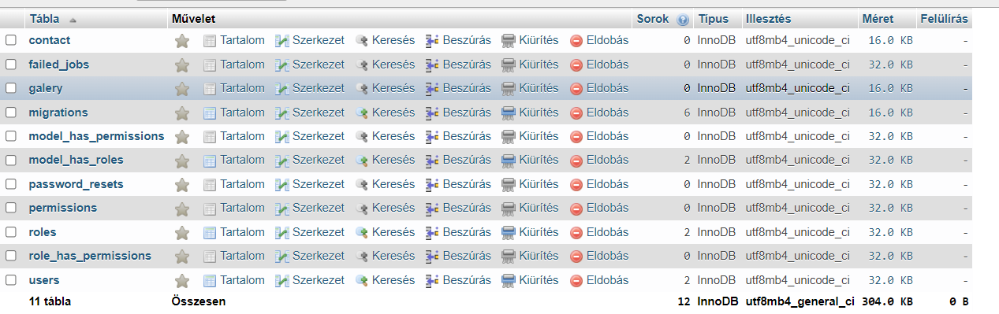 Tábla Művelet Sorok Típus Illesztés Méret Felülírás
contact Tartalom Szerkezet Keresés Beszúrás Kiürítés Eldobás 0 InnoDB utf8mb4_unicode_ci 16.0 KB -
failed_jobs Tartalom Szerkezet Keresés Beszúrás Kiürítés Eldobás 0 InnoDB utf8mb4_unicode_ci 32.0 KB -
galery Tartalom Szerkezet Keresés Beszúrás Kiürítés Eldobás 0 InnoDB utf8mb4_unicode_ci 16.0 KB -
migrations Tartalom Szerkezet Keresés Beszúrás Kiürítés Eldobás 6 InnoDB utf8mb4_unicode_ci 16.0 KB -
model_has_permissions Tartalom Szerkezet Keresés Beszúrás Kiürítés Eldobás 0 InnoDB utf8mb4_unicode_ci 32.0 KB -
model_has_roles Tartalom Szerkezet Keresés Beszúrás Kiürítés Eldobás 2 InnoDB utf8mb4_unicode_ci 32.0 KB -
password_resets Tartalom Szerkezet Keresés Beszúrás Kiürítés Eldobás 0 InnoDB utf8mb4_unicode_ci 32.0 KB -
permissions Tartalom Szerkezet Keresés Beszúrás Kiürítés Eldobás 0 InnoDB utf8mb4_unicode_ci 32.0 KB -
roles Tartalom Szerkezet Keresés Beszúrás Kiürítés Eldobás 2 InnoDB utf8mb4_unicode_ci 32.0 KB -
role_has_permissions Tartalom Szerkezet Keresés Beszúrás Kiürítés Eldobás 0 InnoDB utf8mb4_unicode_ci 32.0 KB -
users Tartalom Szerkezet Keresés Beszúrás Kiürítés Eldobás 2 InnoDB utf8mb4_unicode_ci 32.0 KB -
11 tábla Összesen 12 InnoDB utf8mb4_general_ci 304.0 KB 0 B